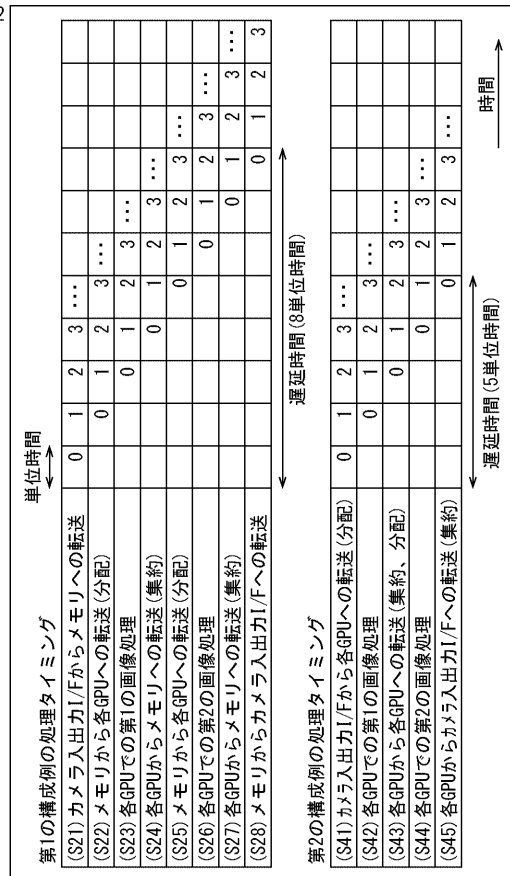 2
第1の構成例の処理タイミング
単位時間
(S21) カメラ入出力I/Fからメモリへの転送 0 1 2 3 …
(S22) メモリから各GPUへの転送(分配) 0 1 2 3 …
(S23) 各GPUでの第1の画像処理 0 1 2 3 …
(S24) 各GPUからメモリへの転送(集約) 0 1 2 3 …
(S25) メモリから各GPUへの転送(分配) 0 1 2 3 …
(S26) 各GPUでの第2の画像処理 0 1 2 3 …
(S27) 各GPUからメモリへの転送(集約) 0 1 2 3 …
(S28) メモリからカメラ入出力I/Fへの転送 0 1 2 3
遅延時間(8単位時間)
第2の構成例の処理タイミング
(S41) カメラ入出力I/Fから各GPUへの転送(分配) 0 1 2 3 …
(S42) 各GPUでの第1の画像処理 0 1 2 3 …
(S43) 各GPUから各GPUへの転送(集約、分配) 0 1 2 3 …
(S44) 各GPUでの第2の画像処理 0 1 2 3 …
(S45) 各GPUからカメラ入出力I/Fへの転送(集約) 0 1 2 3 …
遅延時間(5単位時間)
時間